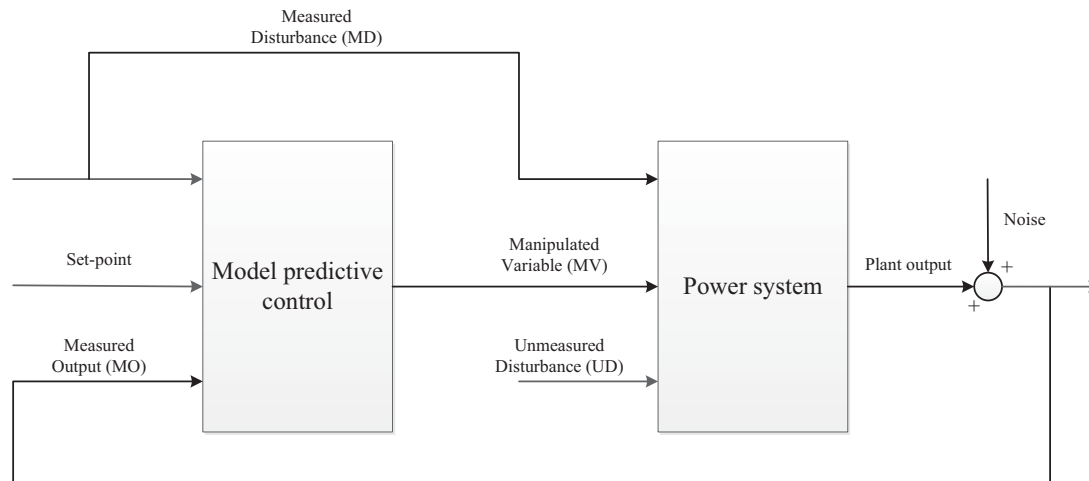 Measured
Disturbance (MD)
Set-point
Model predictive
control
Measured
Output (MO)
Manipulated
Variable (MV)
Unmeasured
Disturbance (UD)
Power system
Plant output
Noise
+
+